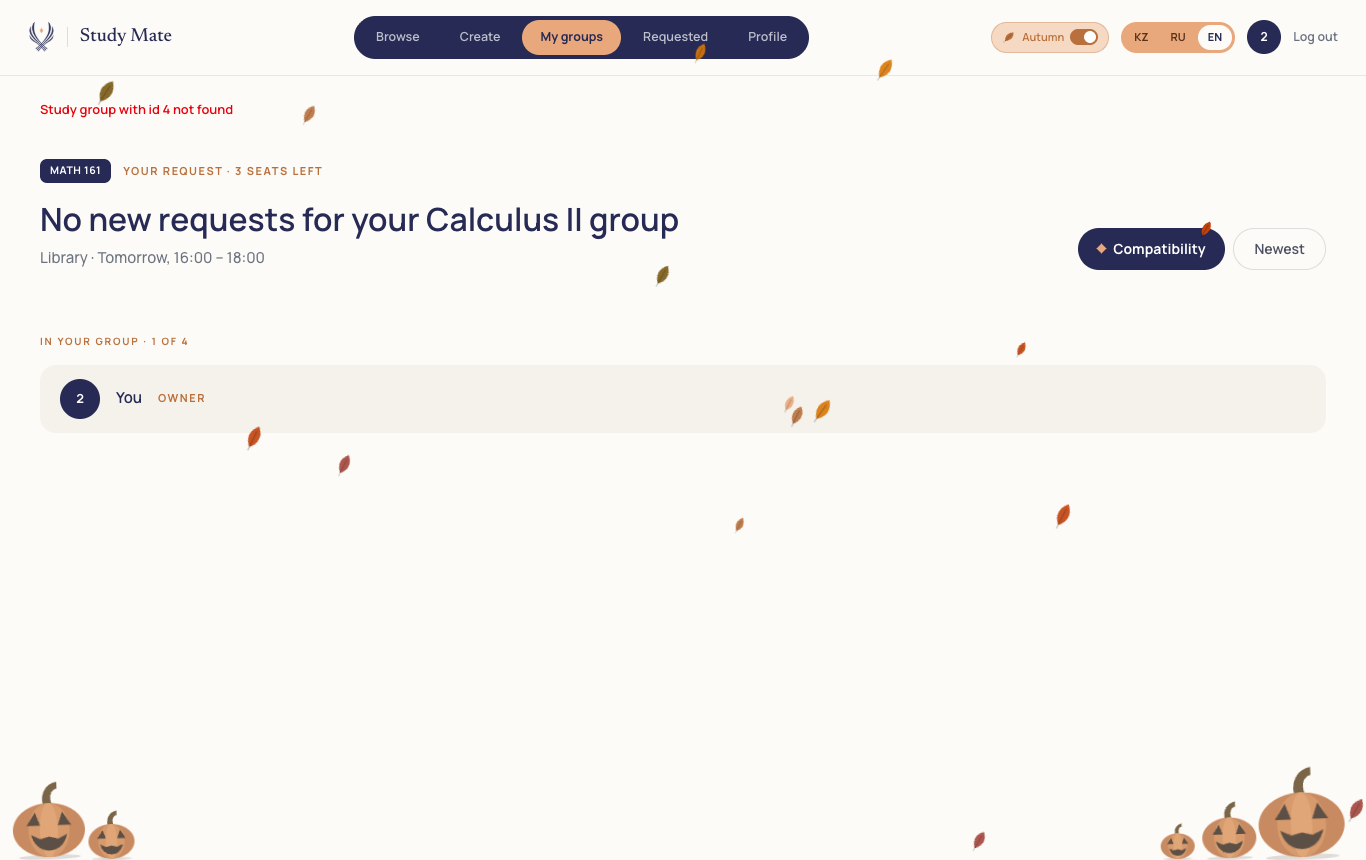 Study Mate
Browse Create My groups Requested Profile
Autumn
KZ RU EN
2
Log out
Study group with id 4 not found
MATH 161
YOUR REQUEST · 3 SEATS LEFT
No new requests for your Calculus II group
Library · Tomorrow, 16:00 – 18:00
Compatibility
Newest
IN YOUR GROUP · 1 OF 4
2
You OWNER